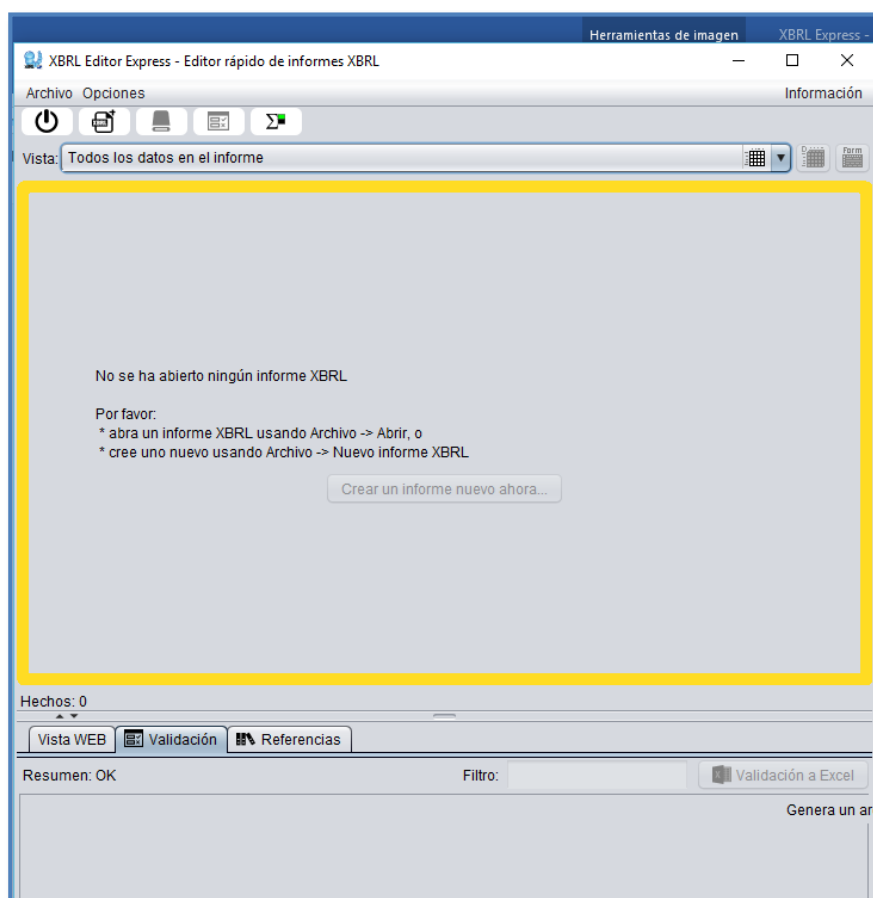 Herramientas de imagen XBRL Express -
XBRL Editor Express - Editor rápido de informes XBRL
Archivo Opciones Información
Vista: Todos los datos en el informe
Form
No se ha abierto ningún informe XBRL
Por favor:
* abra un informe XBRL usando Archivo -> Abrir, o
* cree uno nuevo usando Archivo -> Nuevo informe XBRL
Crear un informe nuevo ahora...
Hechos: 0
Vista WEB Validación Referencias
Resumen: OK Filtro: Validación a Excel
Genera un ar